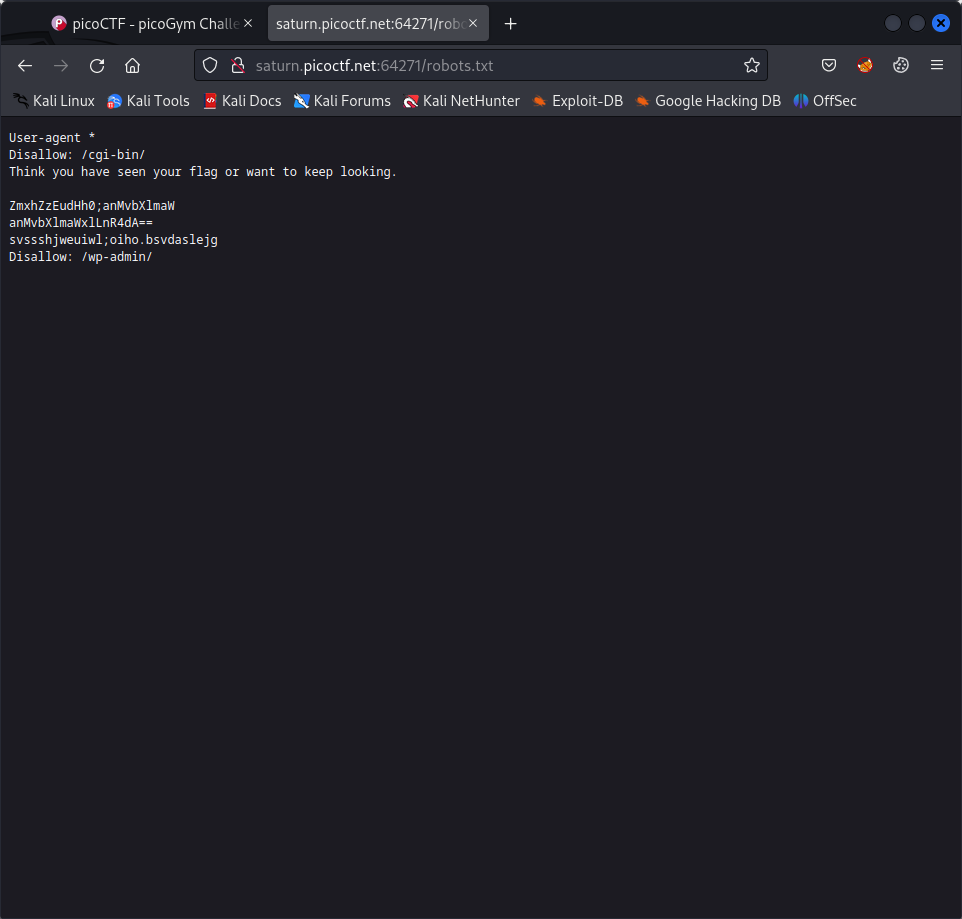 picoCTF - picoGym Challe
saturn.picoctf.net:64271/rob
saturn.picoctf.net:64271/robots.txt
Kali Linux Kali Tools Kali Docs Kali Forums Kali NetHunter Exploit-DB Google Hacking DB OffSec
User-agent *
Disallow: /cgi-bin/
Think you have seen your flag or want to keep looking.
ZmxhZzEudHh0;anMvbXlmaW
anMvbXlmaWxlLnR4dA==
svssshjweuiwl;oiho.bsvdaslejg
Disallow: /wp-admin/